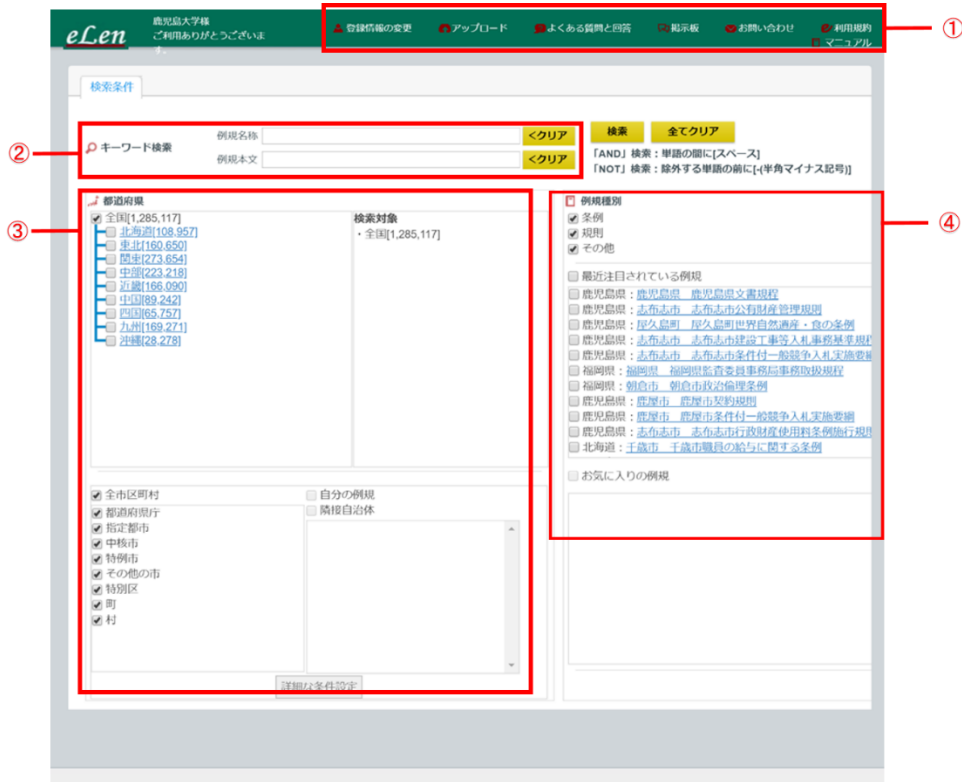 eLen
鹿児島大学様
ご利用ありがとうございま
す。
登録情報の変更 アップロード よくある質問と回答 掲示板 お問い合わせ 利用規約
マニュアル
①
検索条件
②
キーワード検索
例規名称 <クリア
例規本文 <クリア
検索 全てクリア
「AND」検索：単語の間に[スペース]
「NOT」検索：除外する単語の前に[-(半角マイナス記号)]
③
都道府県
全国[1,285,117]
北海道[108,957]
東北[160,650]
関東[273,654]
中部[223,218]
近畿[166,090]
中国[89,242]
四国[65,757]
九州[169,271]
沖縄[28,278]
検索対象
・全国[1,285,117]
全市区町村
都道府県庁
指定都市
中核市
特例市
その他の市
特別区
町
村
自分の例規
隣接自治体
詳細な条件設定
④
例規種別
条例
規則
その他
最近注目されている例規
鹿児島県：鹿児島県 鹿児島県文書規程
鹿児島県：志布志市 志布志市公有財産管理規則
鹿児島県：屋久島町 屋久島町世界自然遺産・食の条例
鹿児島県：志布志市 志布志市建設工事等入札事務基準規程
鹿児島県：志布志市 志布志市条件付一般競争入札実施要綱
福岡県：福岡県 福岡県監査委員事務局事務取扱規程
福岡県：朝倉市 朝倉市政治倫理条例
鹿児島県：鹿屋市 鹿屋市契約規則
鹿児島県：鹿屋市 鹿屋市条件付一般競争入札実施要綱
鹿児島県：志布志市 志布志市行政財産使用料条例施行規則
北海道：千歳市 千歳市職員の給与に関する条例
お気に入りの例規